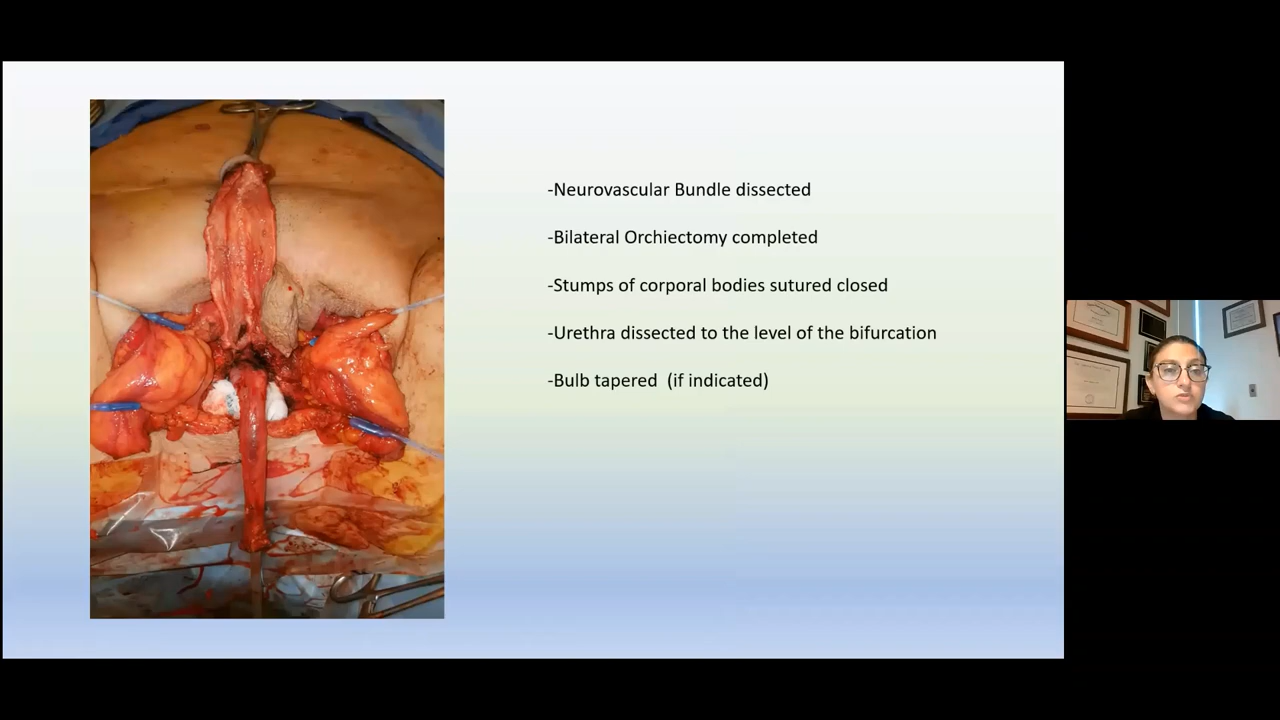 -Neurovascular Bundle dissected
-Bilateral Orchiectomy completed
-Stumps of corporal bodies sutured closed
-Urethra dissected to the level of the bifurcation
-Bulb tapered  (if indicated)